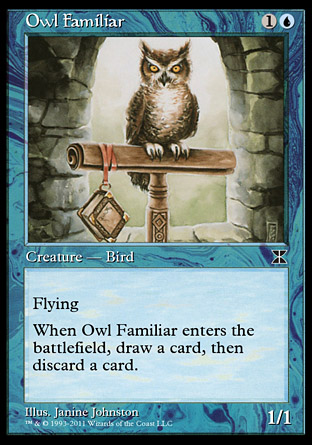 Owl Familiar 1
Creature — Bird
Flying
When Owl Familiar enters the
battlefield, draw a card, then
discard a card.
Illus. Janine Johnston
™ & © 1993-2011 Wizards of the Coast LLC
1/1